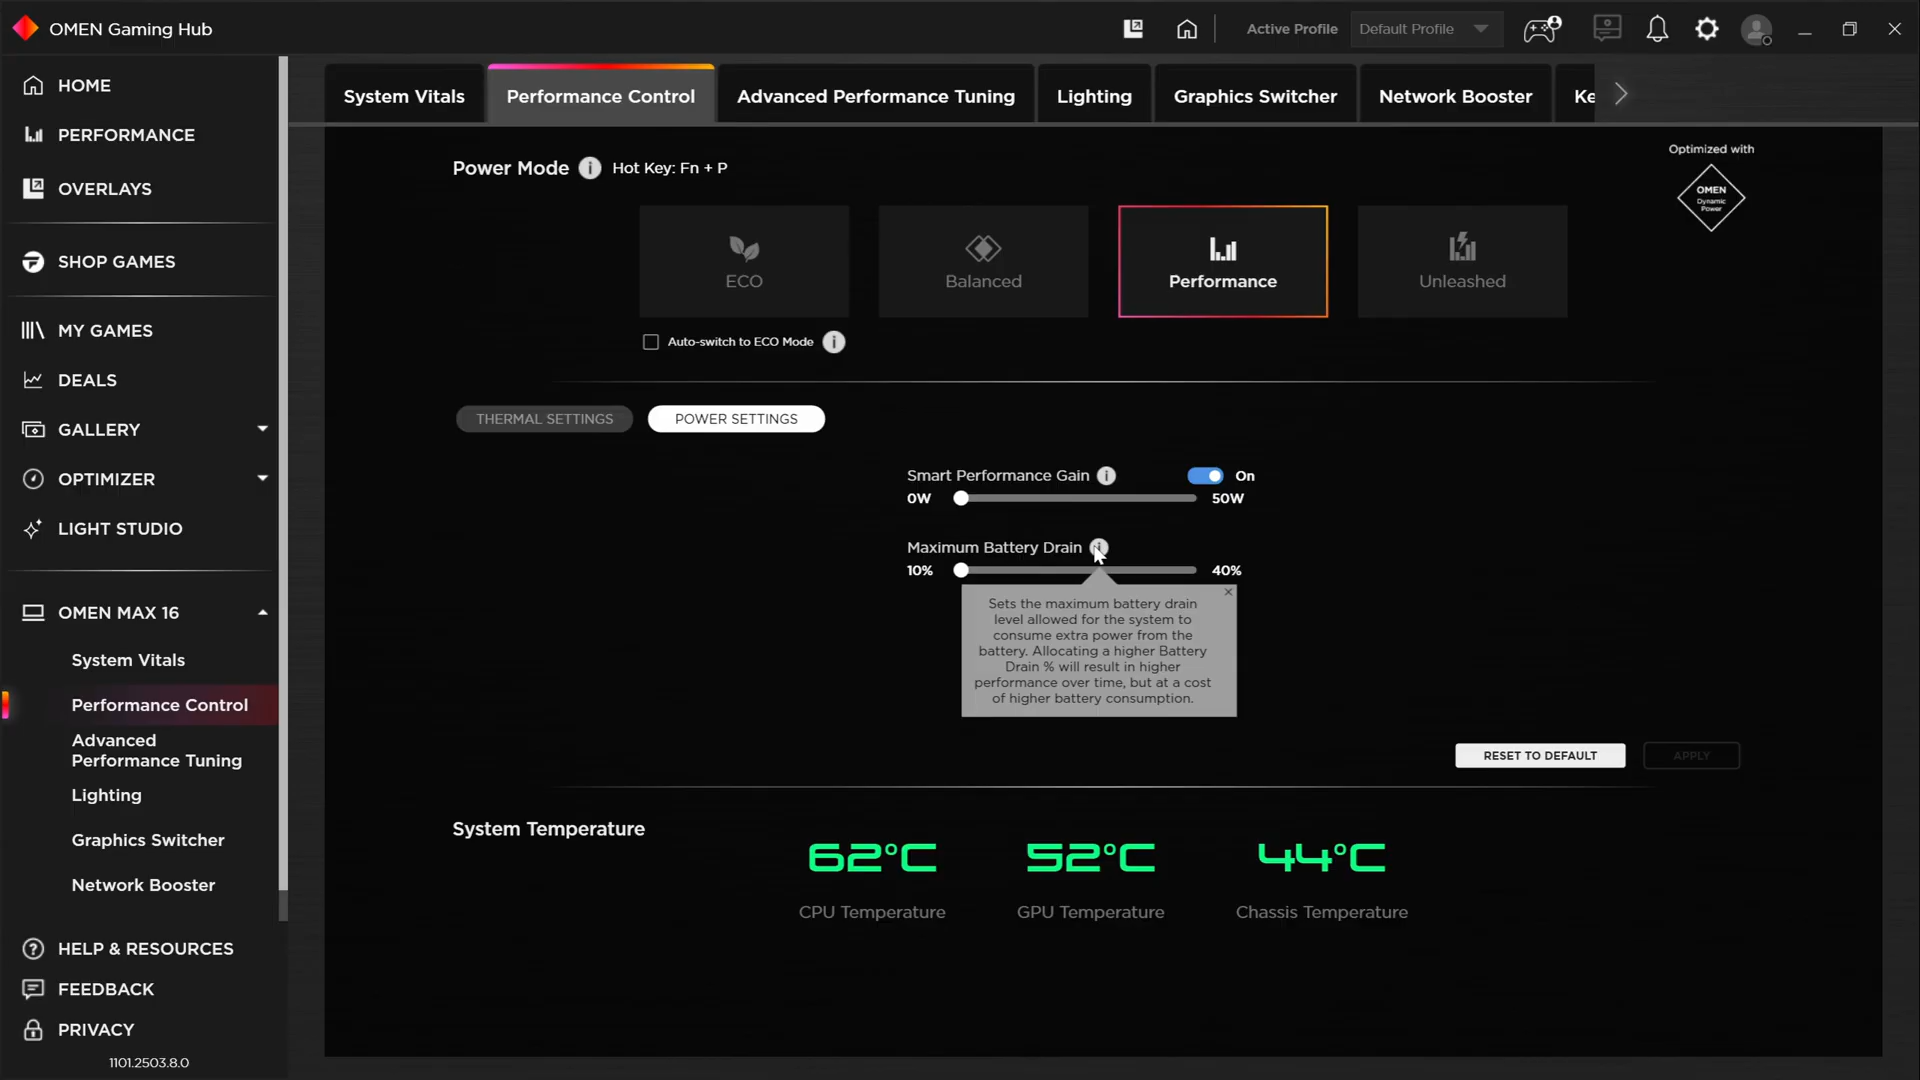 OMEN Gaming Hub
Active Profile
Default Profile
HOME
PERFORMANCE
OVERLAYS
SHOP GAMES
MY GAMES
DEALS
GALLERY
OPTIMIZER
LIGHT STUDIO
OMEN MAX 16
System Vitals
Performance Control
Advanced
Performance Tuning
Lighting
Graphics Switcher
Network Booster
HELP & RESOURCES
FEEDBACK
PRIVACY
1101.2503.8.0
System Vitals
Performance Control
Advanced Performance Tuning
Lighting
Graphics Switcher
Network Booster
Ke
Power Mode
Hot Key: Fn + P
Optimized with
OMEN
Dynamic
Power
ECO
Balanced
Performance
Unleashed
Auto-switch to ECO Mode
THERMAL SETTINGS
POWER SETTINGS
Smart Performance Gain
On
0W
50W
Maximum Battery Drain
10%
40%
Sets the maximum battery drain
level allowed for the system to
consume extra power from the
battery. Allocating a higher Battery
Drain % will result in higher
performance over time, but at a cost
of higher battery consumption.
RESET TO DEFAULT
APPLY
System Temperature
62°C
52°C
44°C
CPU Temperature
GPU Temperature
Chassis Temperature